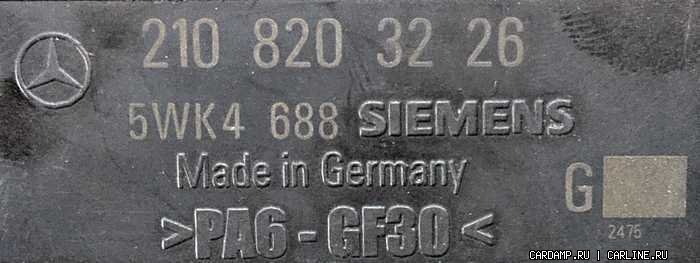 210 820 32 26
5WK4 688 SIEMENS
Made in Germany
G
>PA6-GF30<
2475
CARDAMP.RU | CARLINE.RU